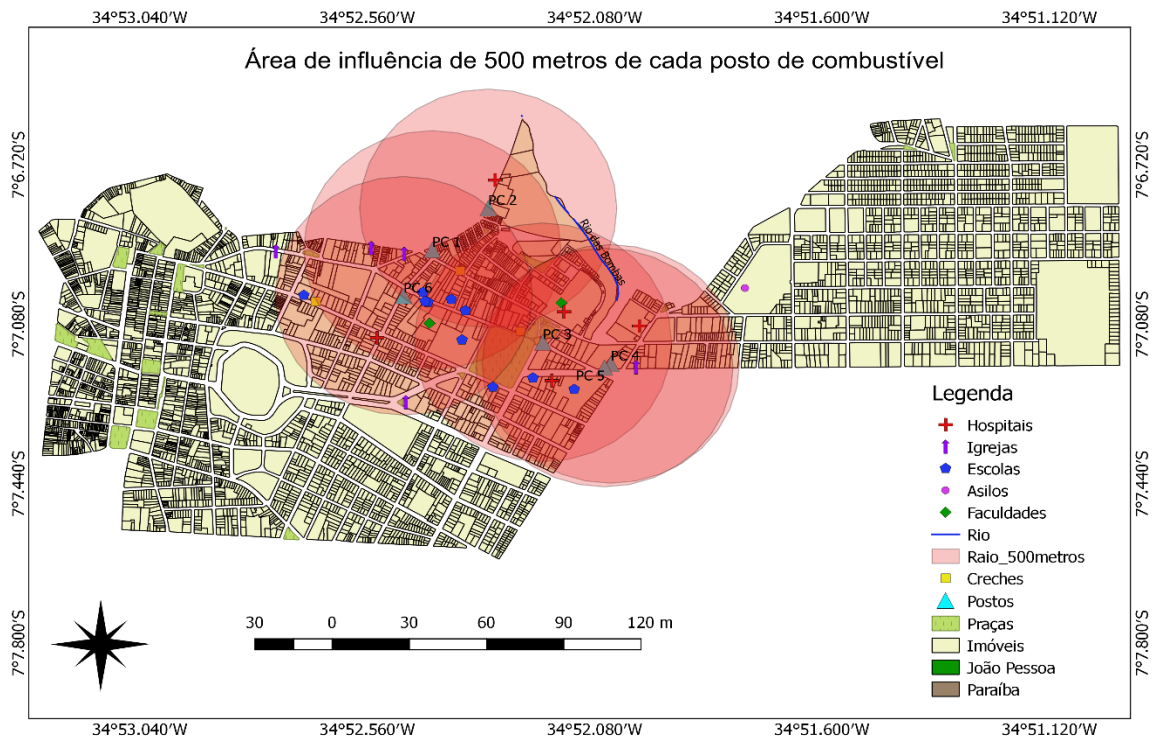 34°53.040'W 34°52.560'W 34°52.080'W 34°51.600'W 34°51.120'W
Área de influência de 500 metros de cada posto de combustível
7°6.720'S 7°6.720'S
PC 2
PC 1
Rio das Bombas
PC 6
7°7.080'S 7°7.080'S
PC 3
PC 4
PC 5
Legenda
Hospitais
Igrejas
7°7.440'S 7°7.440'S
Escolas
Asilos
Faculdades
Rio
Raio_500metros
Creches
Postos
Praças
7°7.800'S 7°7.800'S
Imóveis
João Pessoa
Paraíba
30 0 30 60 90 120 m
34°53.040'W 34°52.560'W 34°52.080'W 34°51.600'W 34°51.120'W